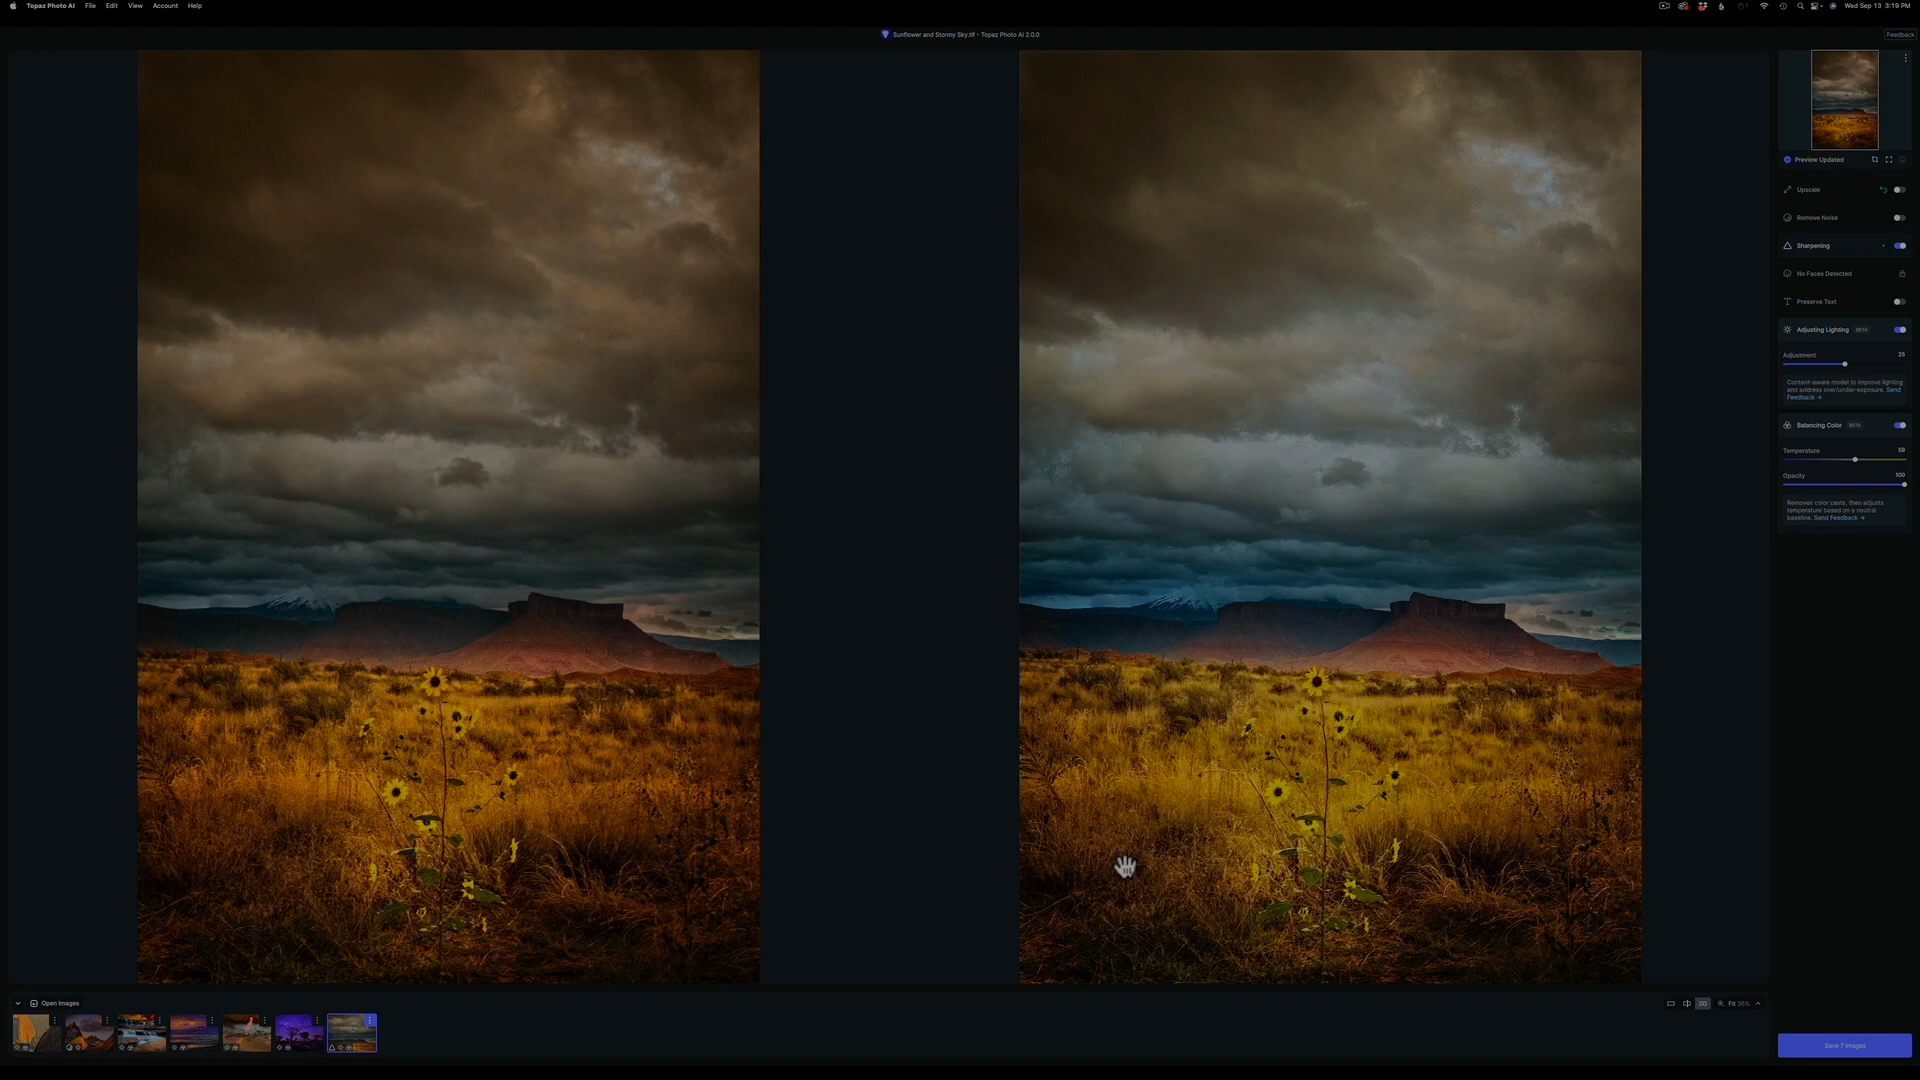 Topaz Photo AI File Edit View Account Help
Wed Sep 13 3:19 PM
Sunflower and Stormy Sky.tif - Topaz Photo AI 2.0.0
Feedback
Preview Updated
Upscale
Remove Noise
Sharpening
No Faces Detected
Preserve Text
Adjusting Lighting BETA
Adjustment 25
Content-aware model to improve lighting
and address over/under-exposure. Send
Feedback →
Balancing Color BETA
Temperature 59
Opacity 100
Removes color casts, then adjusts
temperature based on a neutral
baseline. Send Feedback →
Open Images
Fit 36%
Save 7 Images